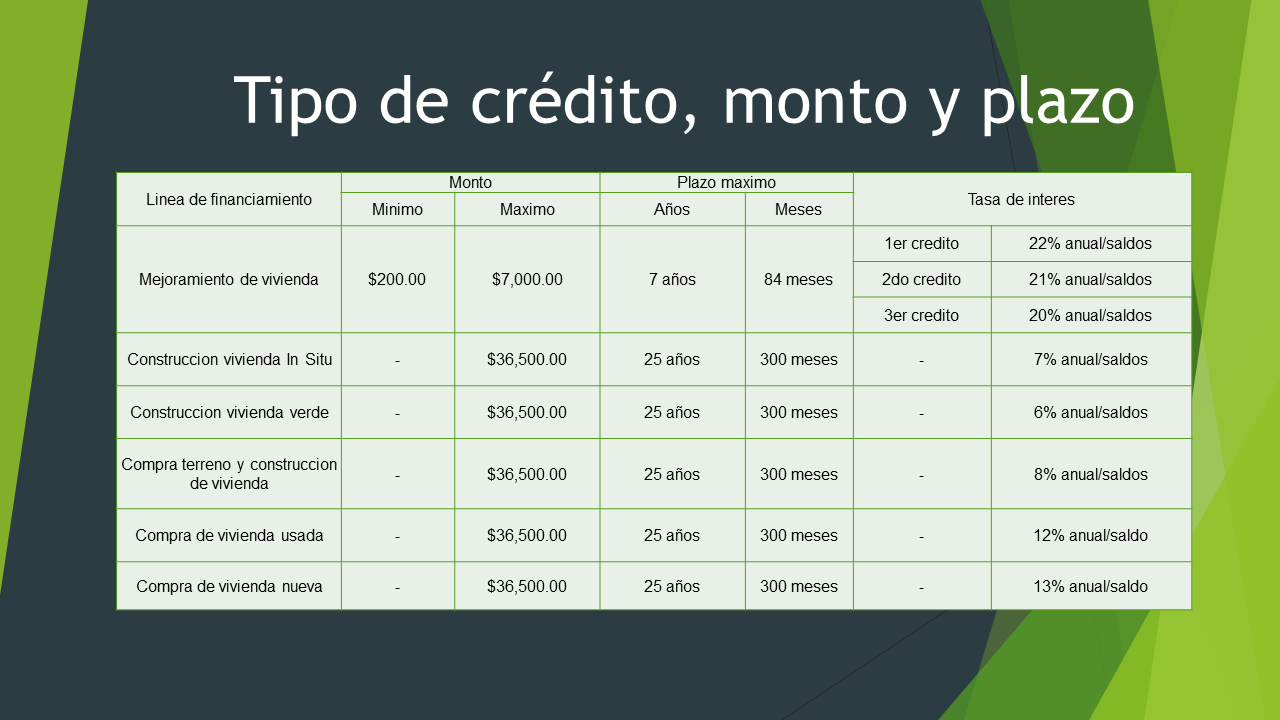 Tipo de crédito, monto y plazo
Linea de financiamiento
Monto
Plazo maximo
Tasa de interes
Minimo
Maximo
Años
Meses
Mejoramiento de vivienda
$200.00
$7,000.00
7 años
84 meses
1er credito
22% anual/saldos
2do credito
21% anual/saldos
3er credito
20% anual/saldos
Construccion vivienda In Situ
-
$36,500.00
25 años
300 meses
-
7% anual/saldos
Construccion vivienda verde
-
$36,500.00
25 años
300 meses
-
6% anual/saldos
Compra terreno y construccion
de vivienda
-
$36,500.00
25 años
300 meses
-
8% anual/saldos
Compra de vivienda usada
-
$36,500.00
25 años
300 meses
-
12% anual/saldo
Compra de vivienda nueva
-
$36,500.00
25 años
300 meses
-
13% anual/saldo